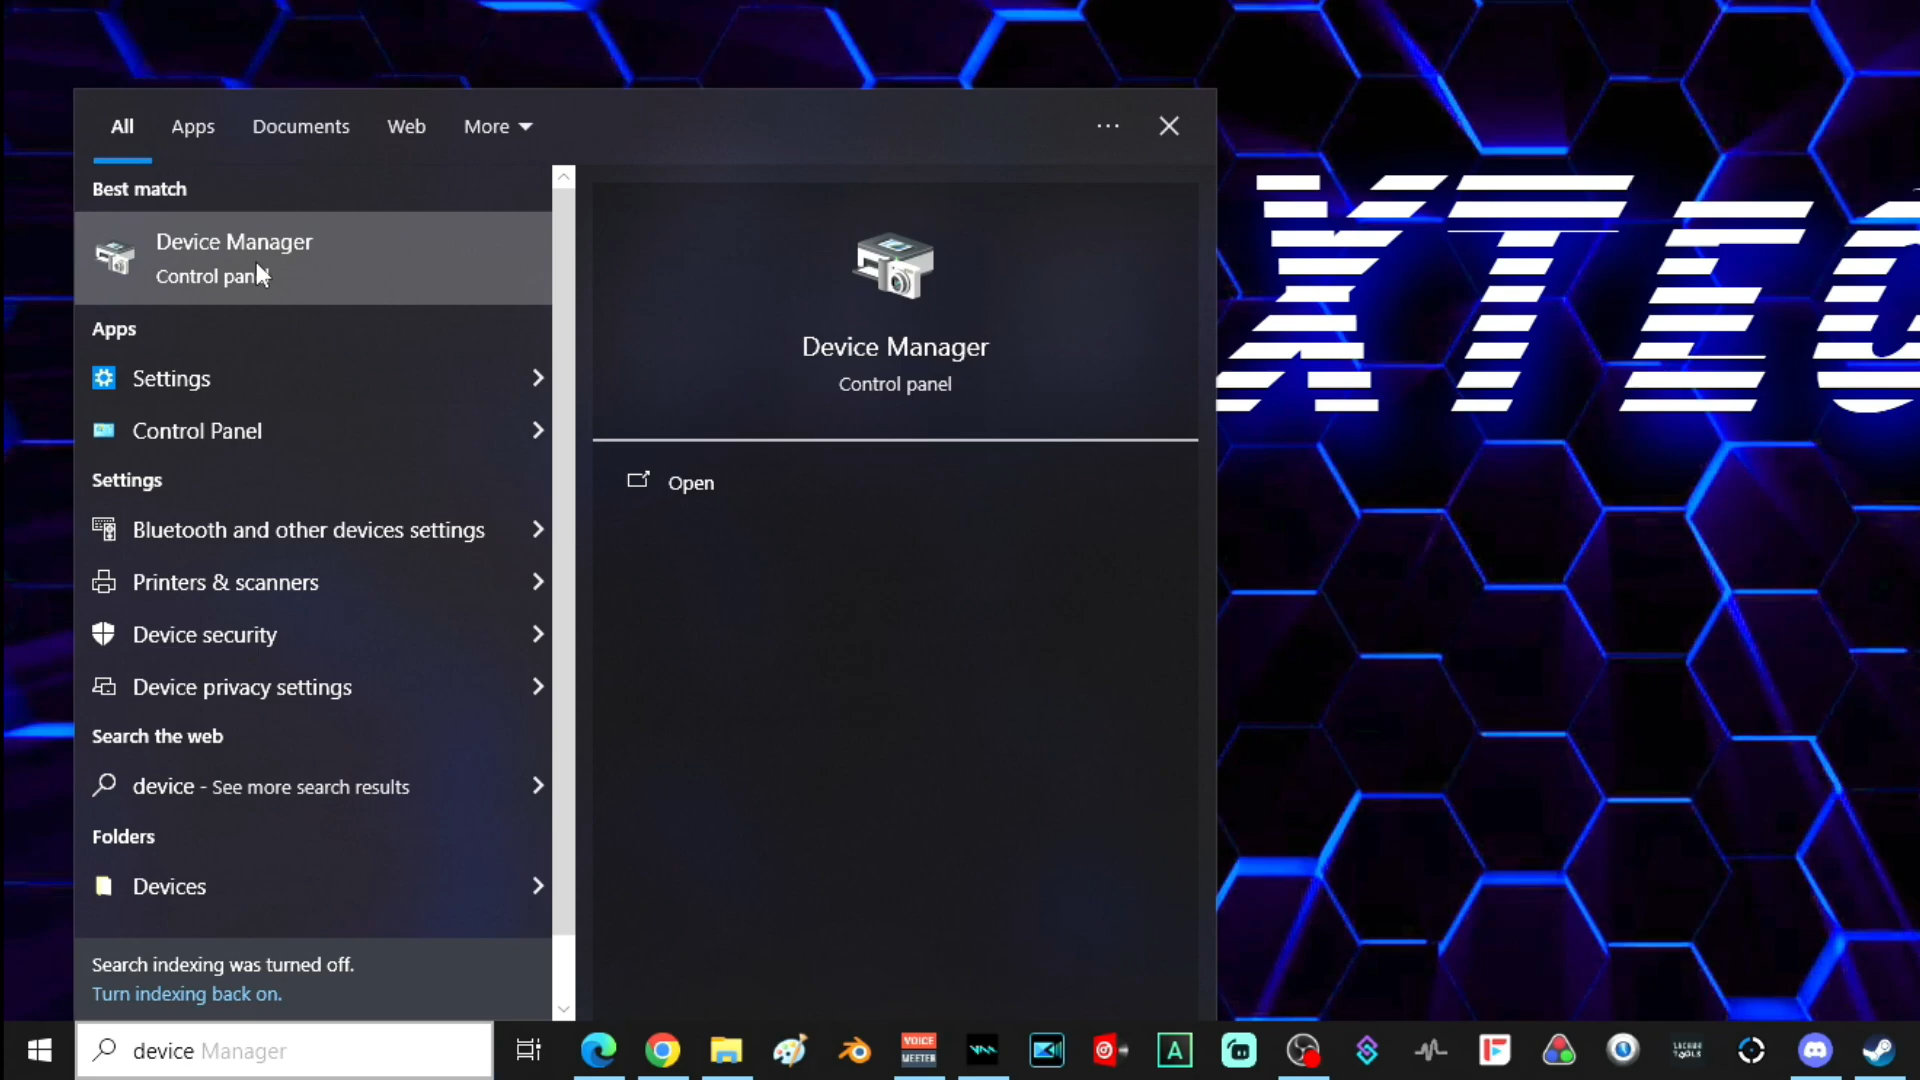 All Apps Documents Web More
Best match
Device Manager
Control panel
Apps
Settings
Control Panel
Settings
Bluetooth and other devices settings
Printers & scanners
Device security
Device privacy settings
Search the web
device - See more search results
Folders
Devices
Search indexing was turned off.
Turn indexing back on.
device Manager
Device Manager
Control panel
Open
XTEC
VOICE
MEETER
A
F